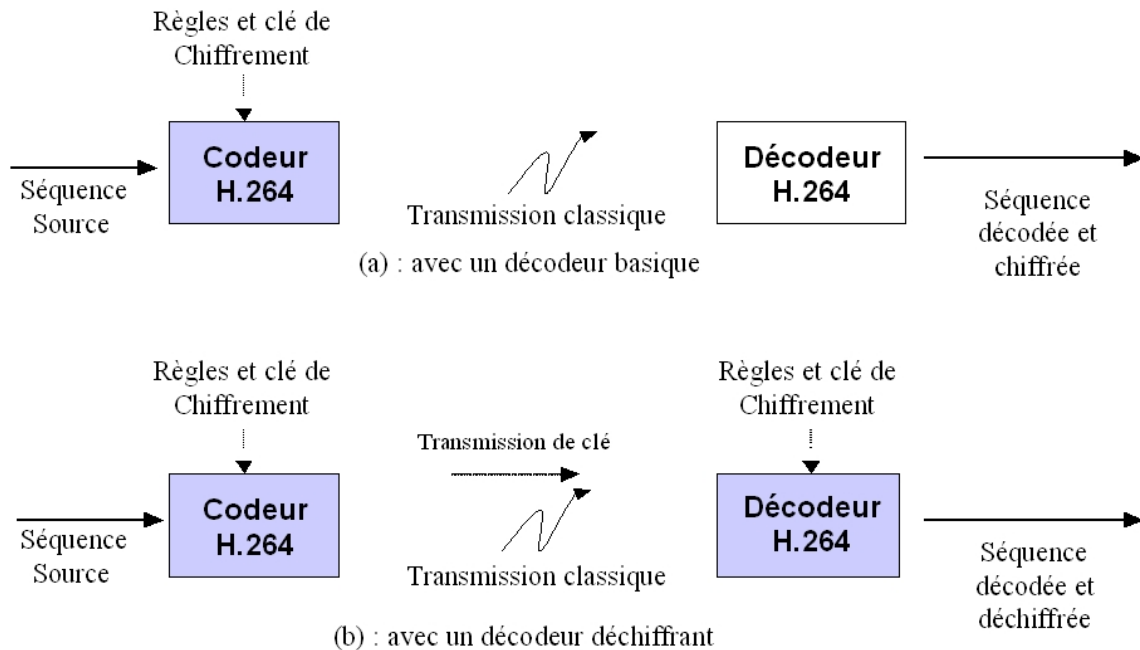 Règles et clé de
Chiffrement
Codeur
H.264
Décodeur
H.264
Séquence
Source
Transmission classique
Séquence
décodée et
chiffrée
(a) : avec un décodeur basique
Règles et clé de
Chiffrement
Règles et clé de
Chiffrement
Transmission de clé
Codeur
H.264
Décodeur
H.264
Séquence
Source
Transmission classique
Séquence
décodée et
déchiffrée
(b) : avec un décodeur déchiffrant